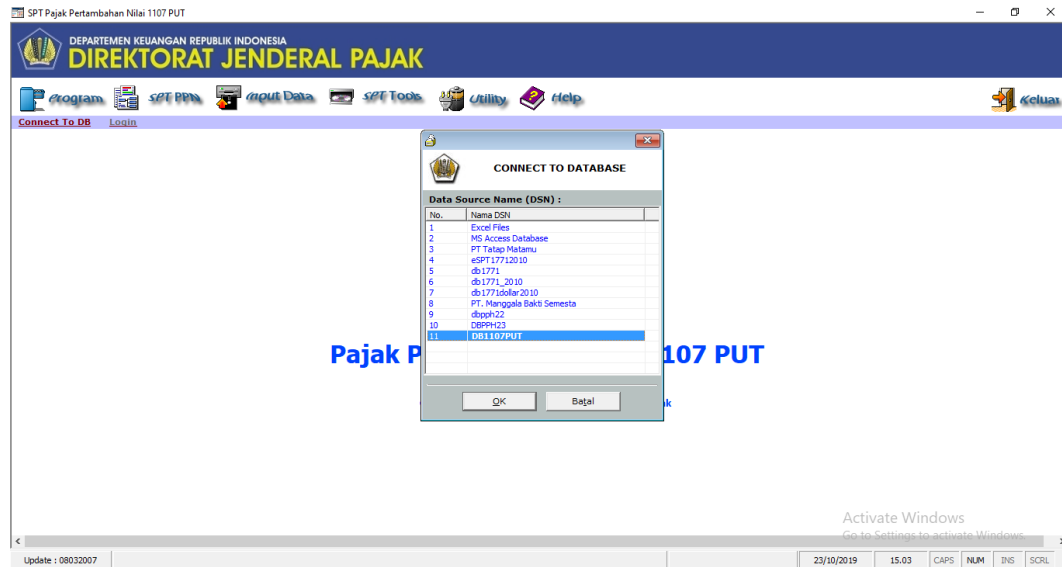 SPT Pajak Pertambahan Nilai 1107 PUT
DEPARTEMEN KEUANGAN REPUBLIK INDONESIA
DIREKTORAT JENDERAL PAJAK
Program SPT PPN Input Data SPT Tools Utility Help Keluar
Connect To DB Login
CONNECT TO DATABASE
Data Source Name (DSN) :
No. Nama DSN
1 Excel Files
2 MS Access Database
3 PT Tatap Matamu
4 eSPT17712010
5 db1771
6 db1771_2010
7 db1771dollar2010
8 PT. Manggala Bakti Semesta
9 dbpph22
10 DBPPH23
11 DB1107PUT
Pajak P 1107 PUT
OK Batal
ak
Activate Windows
Go to Settings to activate Windows.
Update : 08032007 23/10/2019 15.03 CAPS NUM INS SCRL